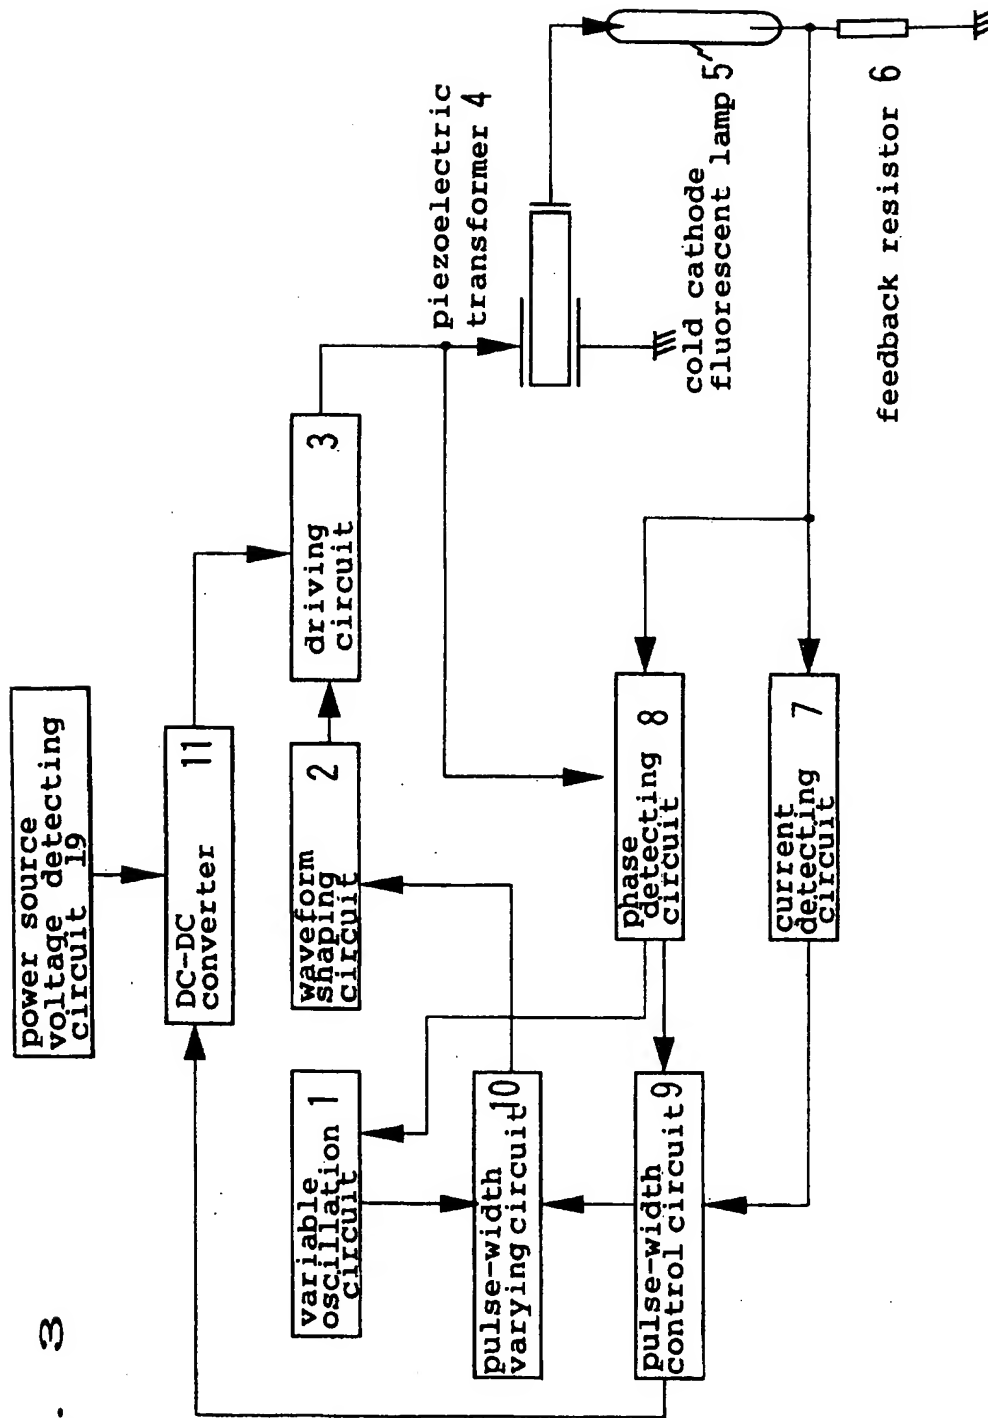 . 3
power source
voltage detecting
circuit 19
DC-DC
converter 11
variable
oscillation 1
circuit
waveform
shaping 2
circuit
driving 3
circuit
pulse-width 10
varying circuit
piezoelectric
transformer 4
pulse-width
control circuit 9
phase
detecting 8
circuit
cold cathode
fluorescent lamp 5
current
detecting 7
circuit
feedback resistor 6